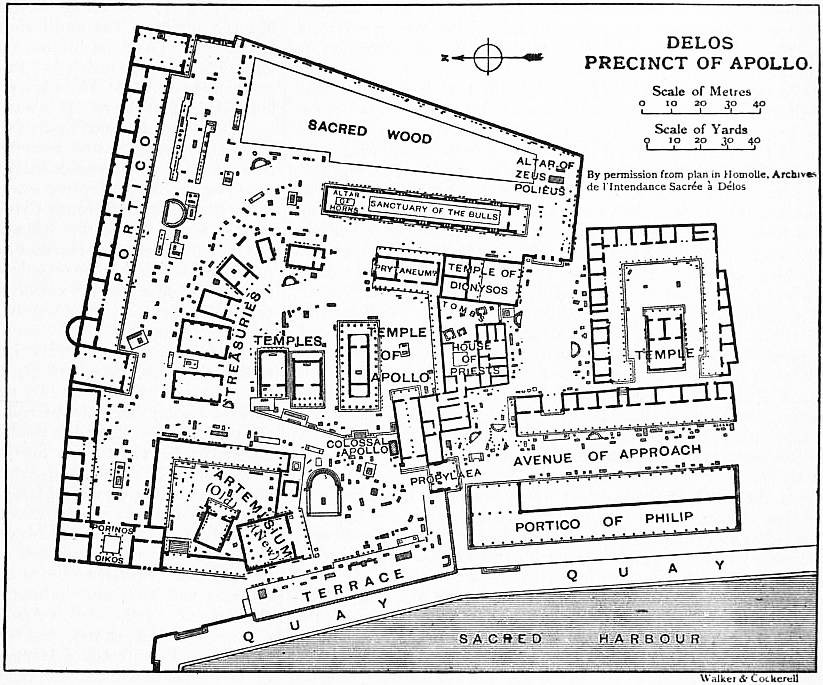 DELOS
PRECINCT OF APOLLO.
Scale of Metres
0 10 20 30 40
Scale of Yards
0 10 20 30 40
By permission from plan in Homolle, Archives
de l'Intendance Sacrée à Délos
N
SACRED WOOD
ALTAR OF
ZEUS
POLIEUS
ALTAR
OF
HORNS
SANCTUARY OF THE BULLS
PORTICO
PRYTANEUM
TEMPLE OF
DIONYSOS
TOMBS
TREASURIES
TEMPLES
TEMPLE
OF
APOLLO
HOUSE
OF
PRIESTS
TEMPLE
COLOSSAL
APOLLO
AVENUE OF APPROACH
PROPYLAEA
ARTEMISIUM
(Old)
(New)
PORTICO OF PHILIP
PORINOS
OIKOS
TERRACE
QUAY
QUAY
SACRED HARBOUR
Walker & Cockerell